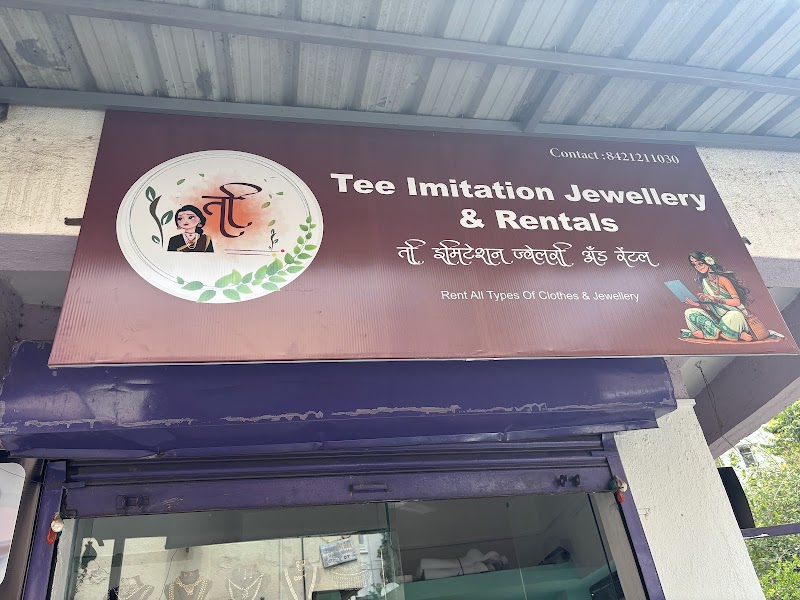 Contact :8421211030
ती
Tee Imitation Jewellery
& Rentals
ती इमिटेशन ज्वेलरी अँड रेंटल
Rent All Types Of Clothes & Jewellery